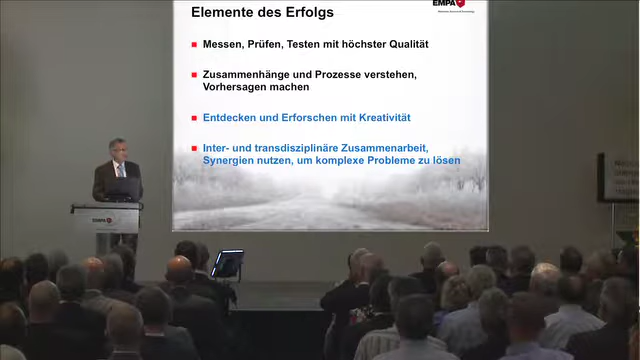 Elemente des Erfolgs
EMPA
Messen, Prüfen, Testen mit höchster Qualität
Zusammenhänge und Prozesse verstehen,
Vorhersagen machen
Entdecken und Erforschen mit Kreativität
Inter- und transdisziplinäre Zusammenarbeit,
Synergien nutzen, um komplexe Probleme zu lösen
EMPA